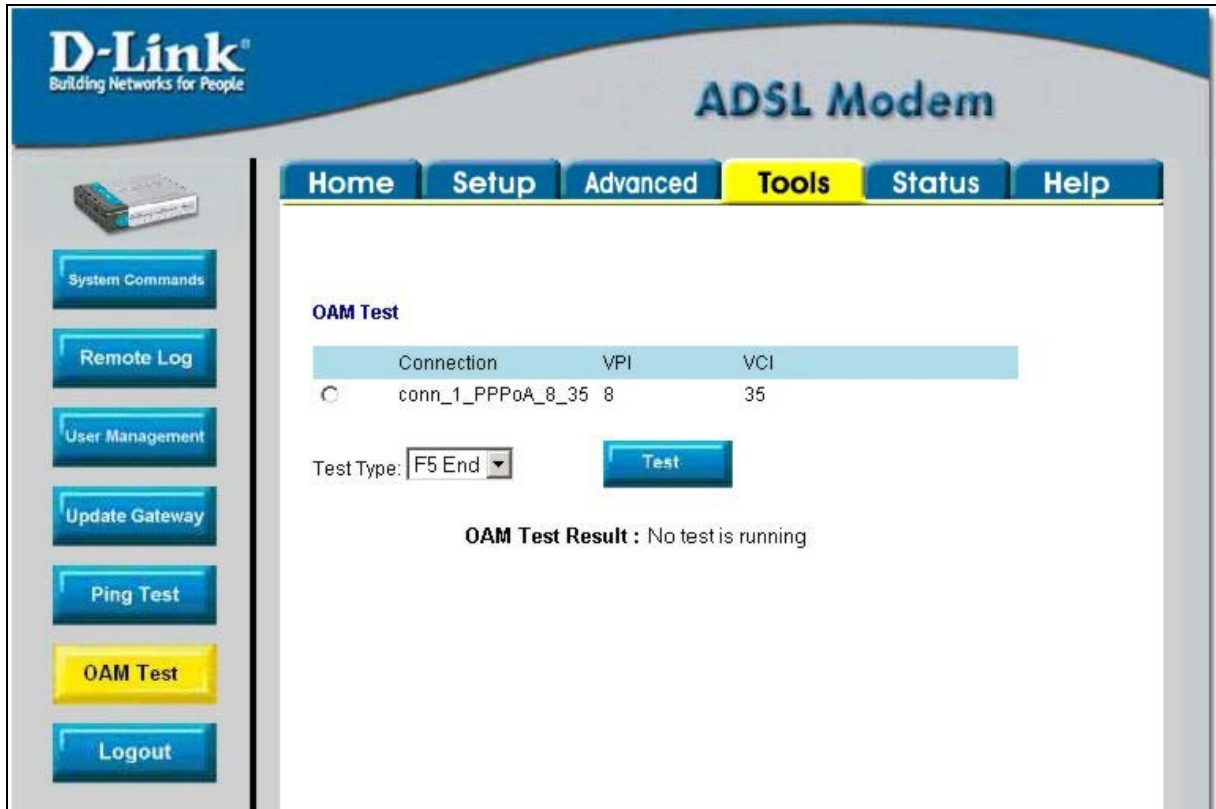 D-Link®
Building Networks for People
ADSL Modem
Home Setup Advanced Tools Status Help
System Commands
Remote Log
User Management
Update Gateway
Ping Test
OAM Test
Logout
OAM Test
Connection VPI VCI
conn_1_PPPoA_8_35 8 35
Test Type: F5 End Test
OAM Test Result : No test is running